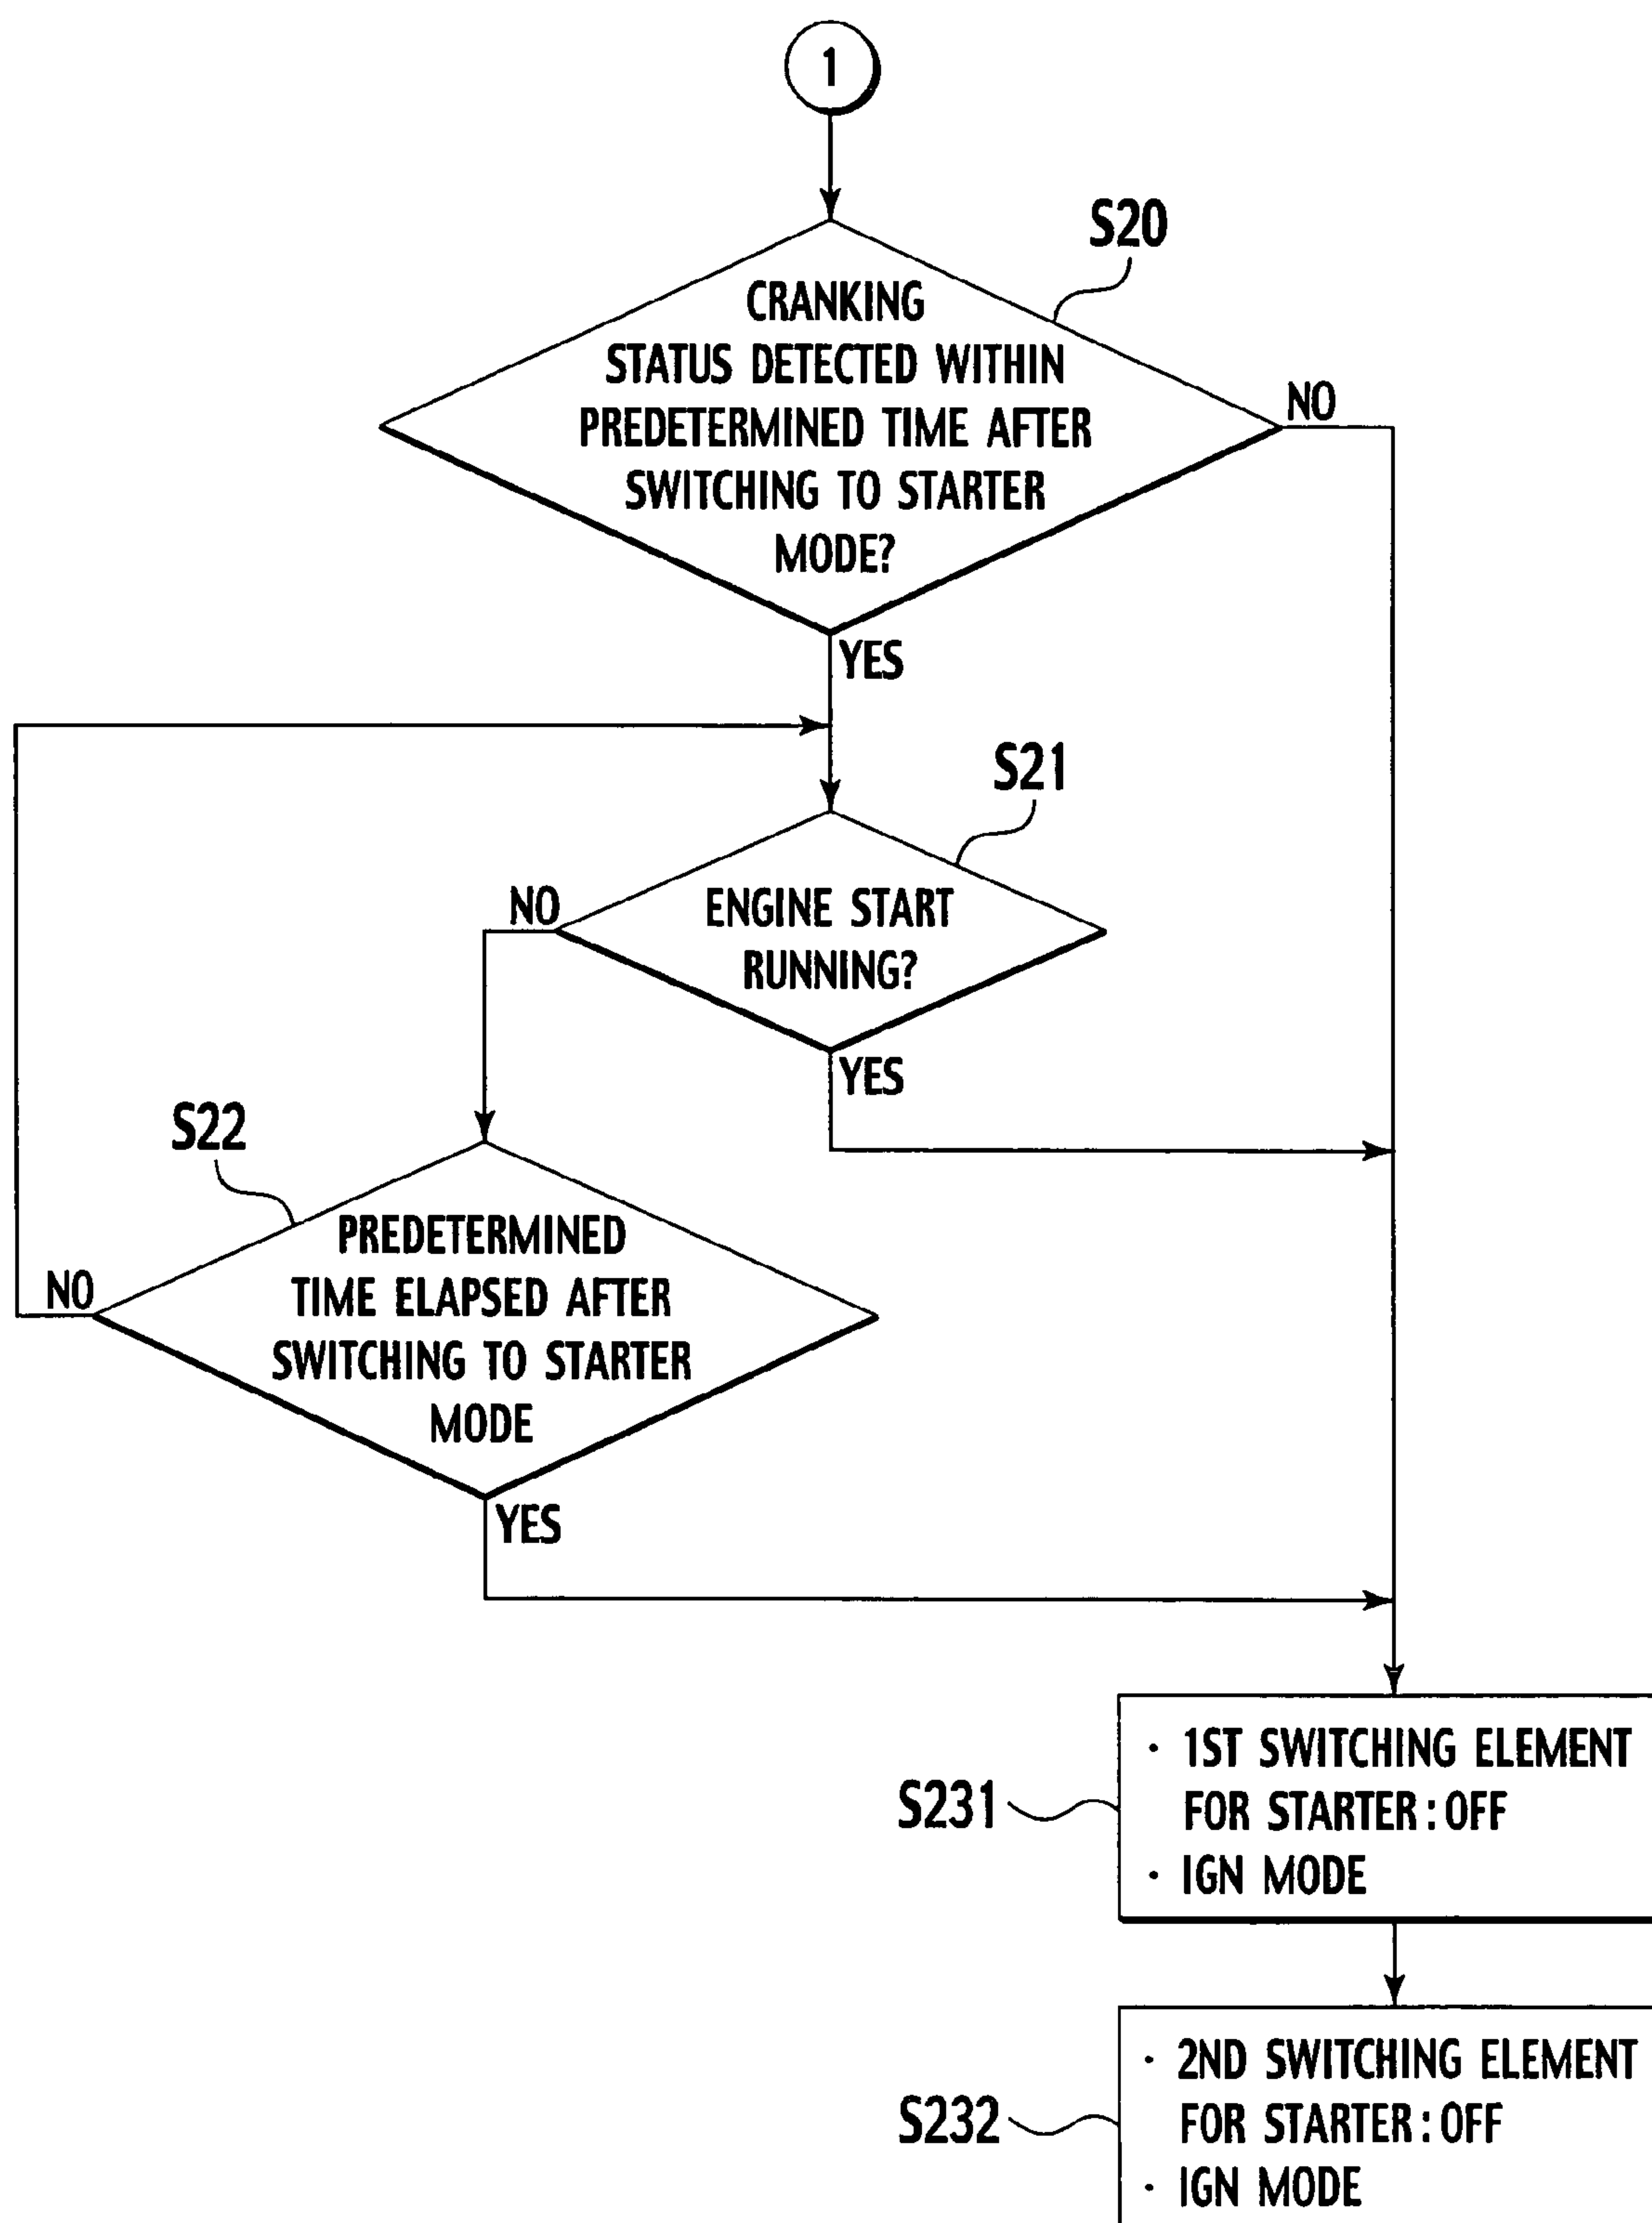 1
S20
CRANKING
STATUS DETECTED WITHIN
PREDETERMINED TIME AFTER
SWITCHING TO STARTER
MODE?
NO
YES
S21
NO
ENGINE START
RUNNING?
YES
S22
NO
PREDETERMINED
TIME ELAPSED AFTER
SWITCHING TO STARTER
MODE
YES
S231
· 1ST SWITCHING ELEMENT
FOR STARTER:OFF
· IGN MODE
S232
· 2ND SWITCHING ELEMENT
FOR STARTER:OFF
· IGN MODE